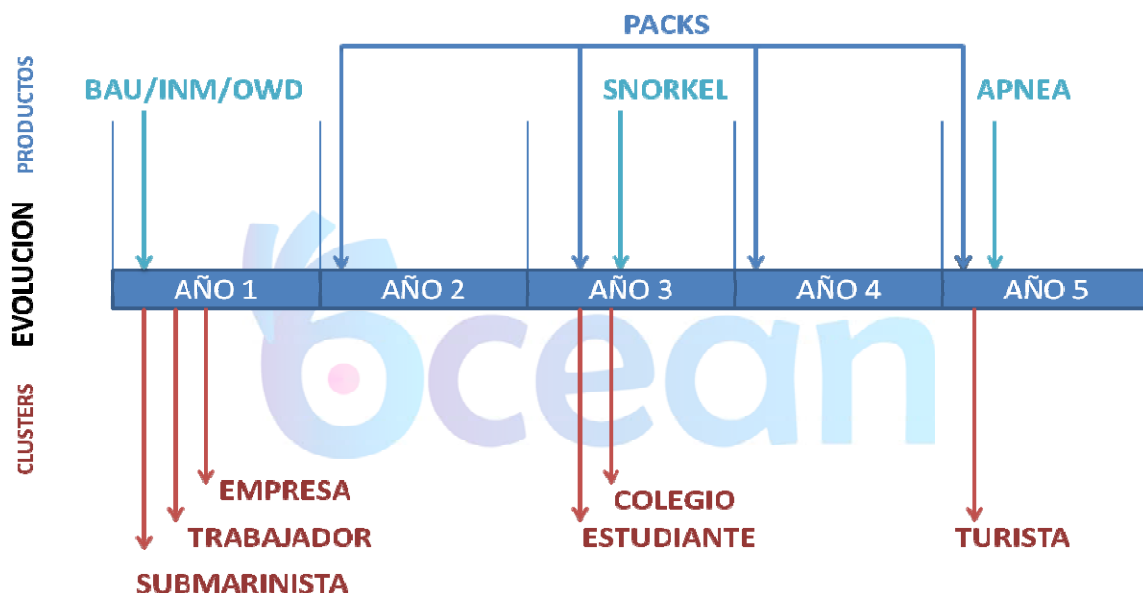 PACKS
PRODUCTOS
BAU/INM/OWD
SNORKEL
APNEA
EVOLUCION
AÑO 1
AÑO 2
AÑO 3
AÑO 4
AÑO 5
ocean
CLUSTERS
EMPRESA
COLEGIO
TRABAJADOR
ESTUDIANTE
TURISTA
SUBMARINISTA